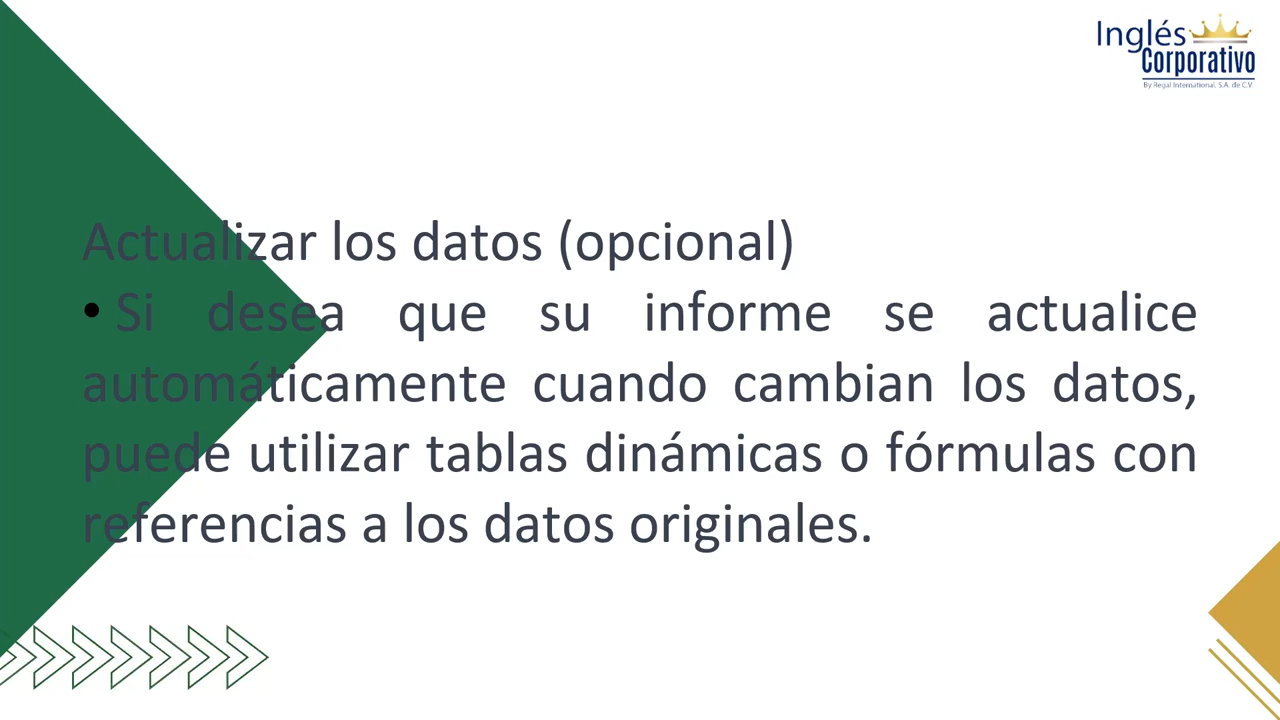 Inglés
Corporativo
By Regal International, S.A. de C.V.
Actualizar los datos (opcional)
• Si desea que su informe se actualice
automáticamente cuando cambian los datos,
puede utilizar tablas dinámicas o fórmulas con
referencias a los datos originales.